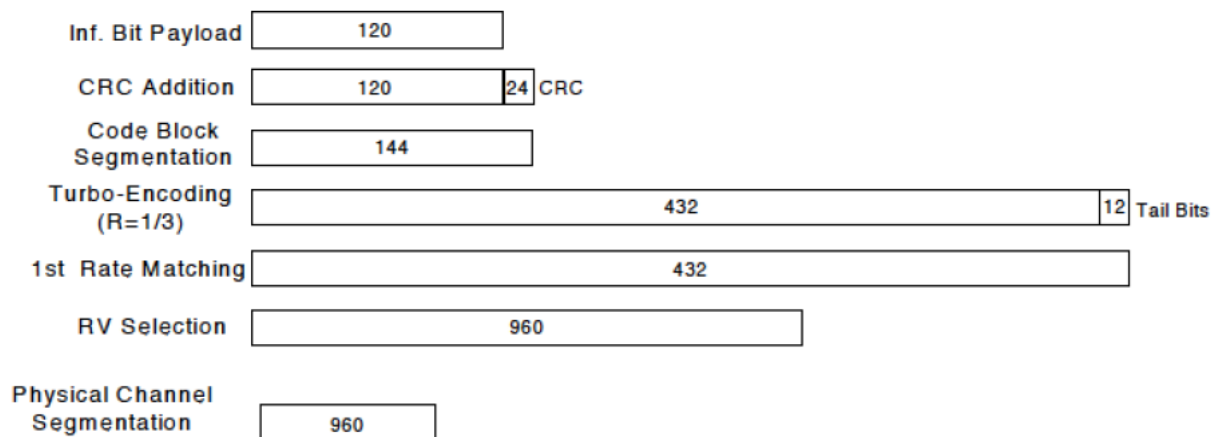 Inf. Bit Payload
120
CRC Addition
120
24
CRC
Code Block
Segmentation
144
Turbo-Encoding
(R=1/3)
432
12
Tail Bits
1st Rate Matching
432
RV Selection
960
Physical Channel
Segmentation
960